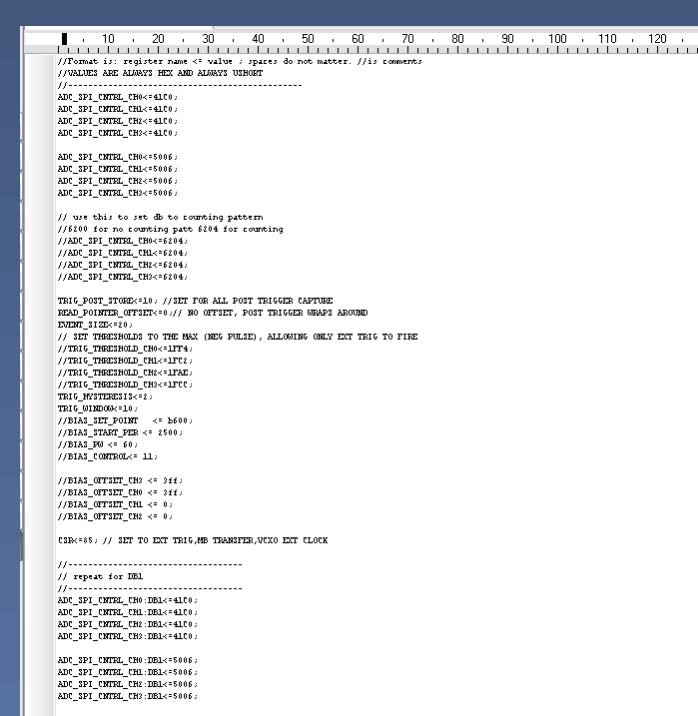 10 20 30 40 50 60 70 80 90 100 110 120
//Format is: register name <= value ; spaces do not matter. //is comments
//VALUES ARE ALWAYS HEX AND ALWAYS USHORT
//----------------------------------------------
ADC_SPI_CNTRL_CH0<=41C0;
ADC_SPI_CNTRL_CH1<=41C0;
ADC_SPI_CNTRL_CH2<=41C0;
ADC_SPI_CNTRL_CH3<=41C0;
ADC_SPI_CNTRL_CH0<=5006;
ADC_SPI_CNTRL_CH1<=5006;
ADC_SPI_CNTRL_CH2<=5006;
ADC_SPI_CNTRL_CH3<=5006;
// use this to set db to counting pattern
//6200 for no counting patt 6204 for counting
//ADC_SPI_CNTRL_CH0<=6204;
//ADC_SPI_CNTRL_CH1<=6204;
//ADC_SPI_CNTRL_CH2<=6204;
//ADC_SPI_CNTRL_CH3<=6204;
TRIG_POST_STORE<=10; //SET FOR ALL POST TRIGGER CAPTURE
READ_POINTER_OFFSET<=0;// NO OFFSET, POST TRIGGER WRAPS AROUND
EVENT_SIZE<=20;
// SET THRESHOLDS TO THE MAX (NEG PULSE), ALLOWING ONLY EXT TRIG TO FIRE
//TRIG_THRESHOLD_CH0<=1FF4;
//TRIG_THRESHOLD_CH1<=1FC2;
//TRIG_THRESHOLD_CH2<=1FAE;
//TRIG_THRESHOLD_CH3<=1FCC;
TRIG_HYSTERESIS<=2;
TRIG_WINDOW<=10;
//BIAS_SET_POINT   <= b600;
//BIAS_START_PER <= 2500;
//BIAS_PW <= 60;
//BIAS_CONTROL<= 11;
//BIAS_OFFSET_CH3 <= 3ff;
//BIAS_OFFSET_CH0 <= 3ff;
//BIAS_OFFSET_CH1 <= 0;
//BIAS_OFFSET_CH2 <= 0;
CSR<=85; // SET TO EXT TRIG,MB TRANSFER,VCXO EXT CLOCK
//----------------------------------
// repeat for DB1
//----------------------------------
ADC_SPI_CNTRL_CH0:DB1<=41C0;
ADC_SPI_CNTRL_CH1:DB1<=41C0;
ADC_SPI_CNTRL_CH2:DB1<=41C0;
ADC_SPI_CNTRL_CH3:DB1<=41C0;
ADC_SPI_CNTRL_CH0:DB1<=5006;
ADC_SPI_CNTRL_CH1:DB1<=5006;
ADC_SPI_CNTRL_CH2:DB1<=5006;
ADC_SPI_CNTRL_CH3:DB1<=5006;